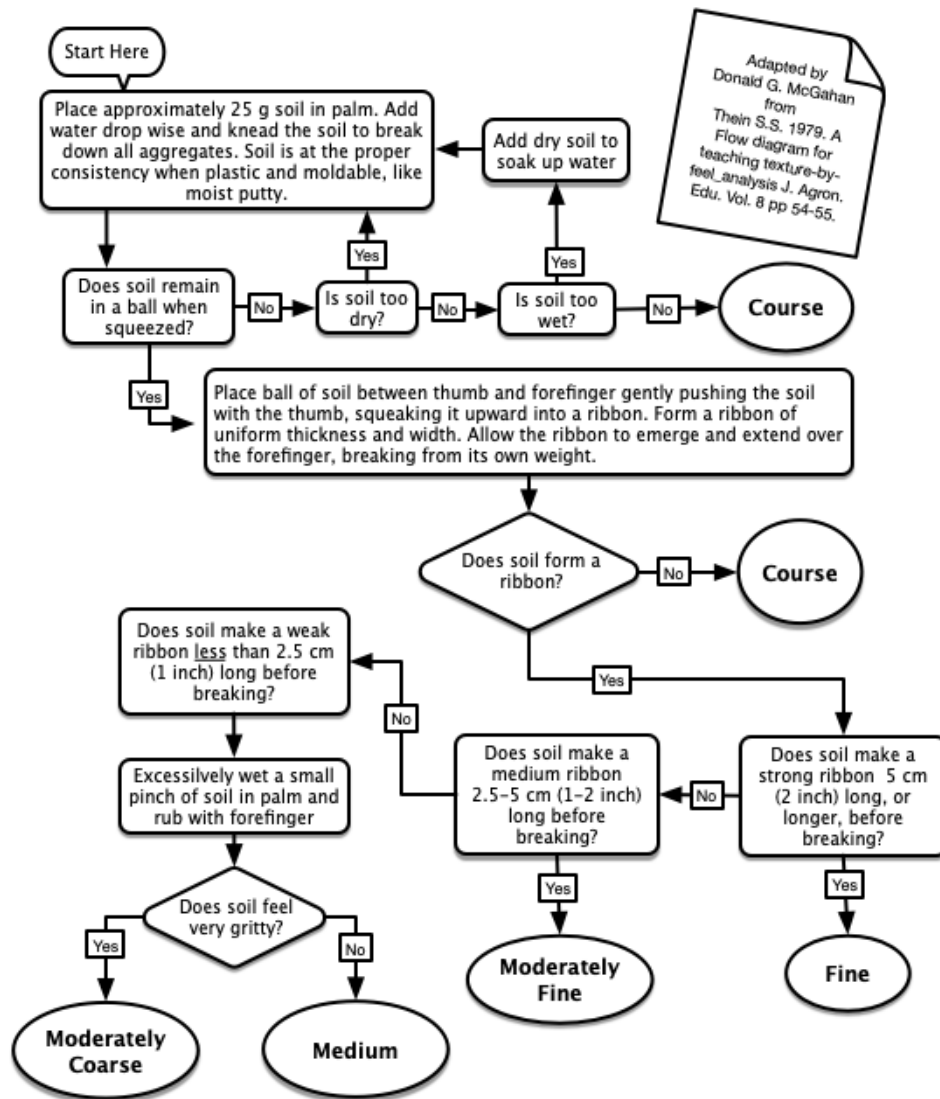 Start Here
Place approximately 25 g soil in palm. Add
water drop wise and knead the soil to break
down all aggregates. Soil is at the proper
consistency when plastic and moldable, like
moist putty.
Add dry soil to
soak up water
Adapted by
Donald G. McGahan
from
Thein S.S. 1979. A
Flow diagram for
teaching texture-by-
feel_analysis J. Agron.
Edu. Vol. 8 pp 54-55.
Yes
Yes
Does soil remain
in a ball when
squeezed?
No
Is soil too
dry?
No
Is soil too
wet?
No
Course
Yes
Place ball of soil between thumb and forefinger gently pushing the soil
with the thumb, squeaking it upward into a ribbon. Form a ribbon of
uniform thickness and width. Allow the ribbon to emerge and extend over
the forefinger, breaking from its own weight.
Does soil form a
ribbon?
No
Course
Yes
Does soil make a weak
ribbon less than 2.5 cm
(1 inch) long before
breaking?
No
Does soil make a
medium ribbon
2.5-5 cm (1-2 inch)
long before
breaking?
No
Does soil make a
strong ribbon 5 cm
(2 inch) long, or
longer, before
breaking?
Excessilvely wet a small
pinch of soil in palm and
rub with forefinger
Yes
Yes
Does soil feel
very gritty?
Yes
No
Moderately
Fine
Fine
Moderately
Coarse
Medium